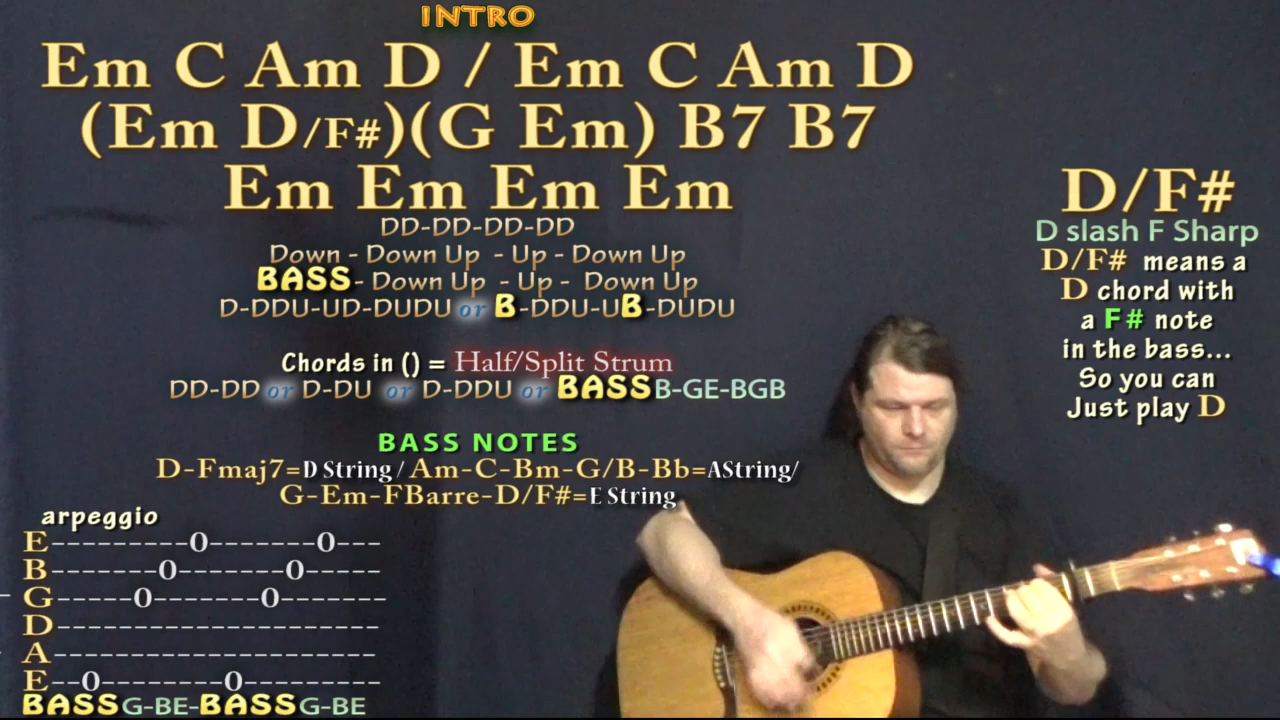 INTRO
Em C Am D / Em C Am D
(Em D/F#)(G Em) B7 B7
Em Em Em Em
DD-DD-DD-DD
Down - Down Up - Up - Down Up
BASS - Down Up - Up - Down Up
D-DDU-UD-DUDU or B-DDU-UB-DUDU
Chords in () = Half/Split Strum
DD-DD or D-DU or D-DDU or BASS B-GE-BGB
BASS NOTES
D-Fmaj7=D String / Am-C-Bm-G/B-Bb=AString/
G-Em-FBarre-D/F#=E String
arpeggio
E---------0-------0---
B-------0-------0-----
G-----0-------0-------
D---------------------
A---------------------
E--0--------0---------
BASSG-BE-BASSG-BE
D/F#
D slash F Sharp
D/F# means a
D chord with
a F# note
in the bass...
So you can
Just play D